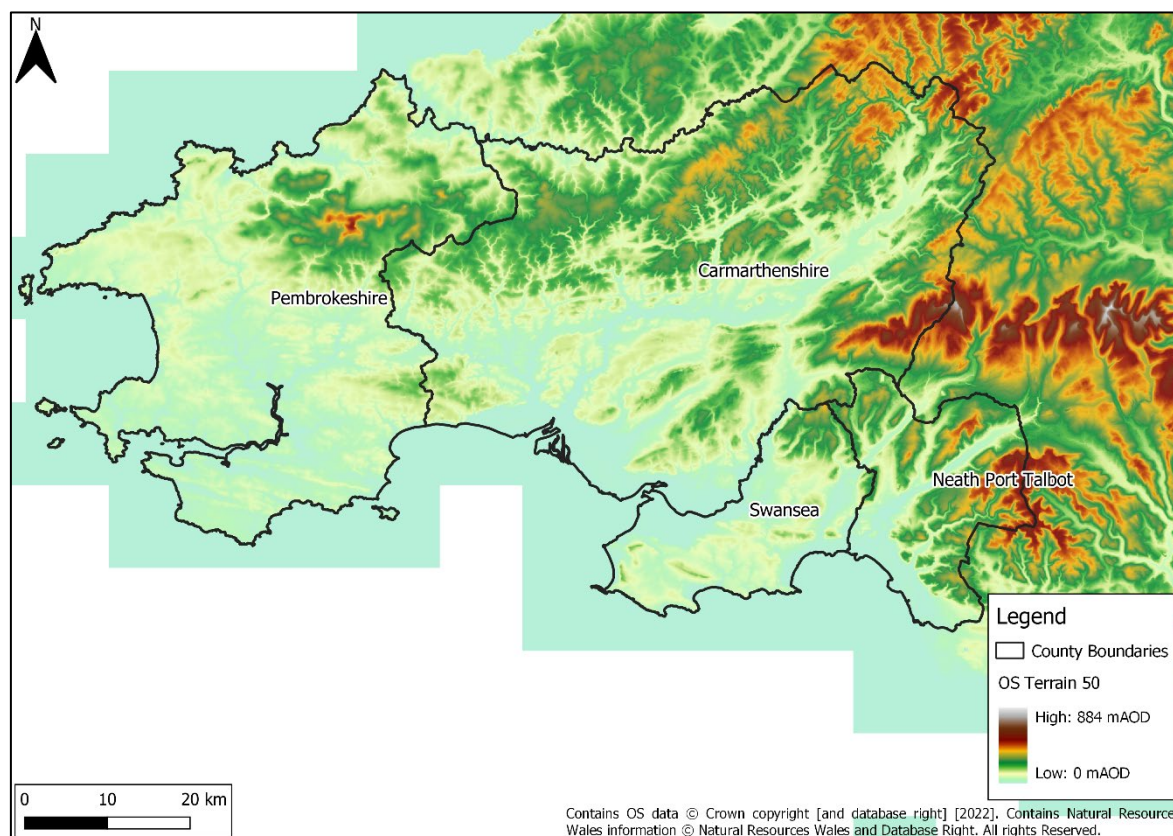 N
Pembrokeshire
Carmarthenshire
Swansea
Neath Port Talbot
Legend
County Boundaries
OS Terrain 50
High: 884 mAOD
Low: 0 mAOD
0 10 20 km
Contains OS data © Crown copyright [and database right] [2022]. Contains Natural Resource
Wales information © Natural Resources Wales and Database Right. All rights Reserved.